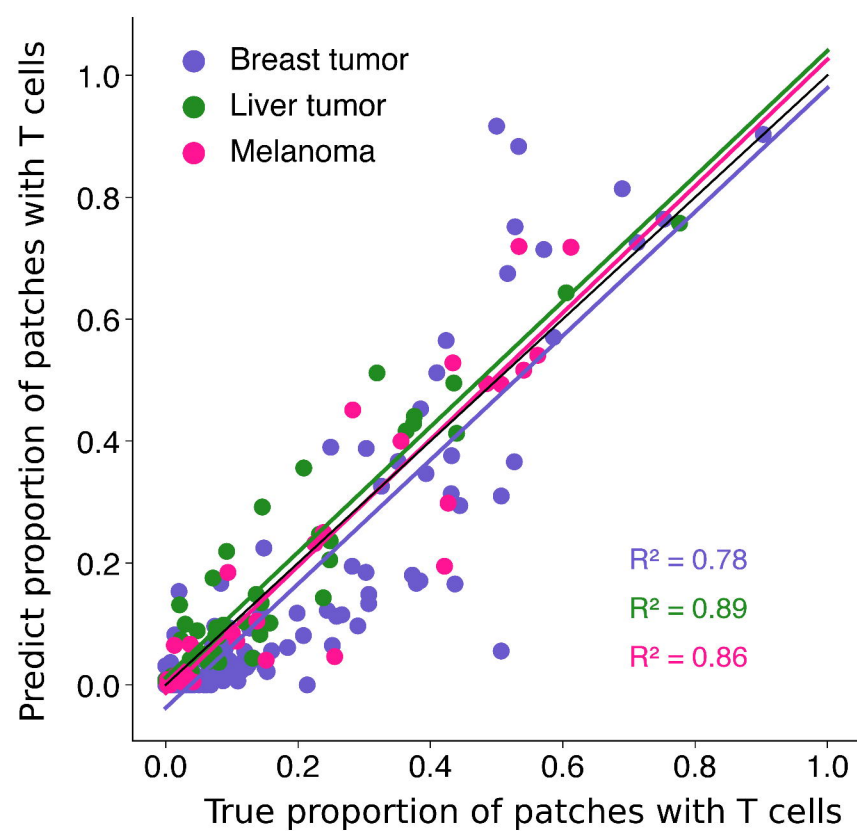 Breast tumor
Liver tumor
Melanoma
Predict proportion of patches with T cells
1.0
0.8
0.6
0.4
0.2
0.0
R² = 0.78
R² = 0.89
R² = 0.86
0.0 0.2 0.4 0.6 0.8 1.0
True proportion of patches with T cells